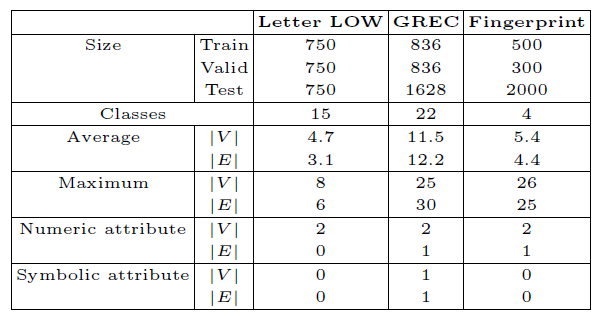 Letter LOW GREC Fingerprint
Size Train 750 836 500
Valid 750 836 300
Test 750 1628 2000
Classes 15 22 4
Average |V| 4.7 11.5 5.4
|E| 3.1 12.2 4.4
Maximum |V| 8 25 26
|E| 6 30 25
Numeric attribute |V| 2 2 2
|E| 0 1 1
Symbolic attribute |V| 0 1 0
|E| 0 1 0